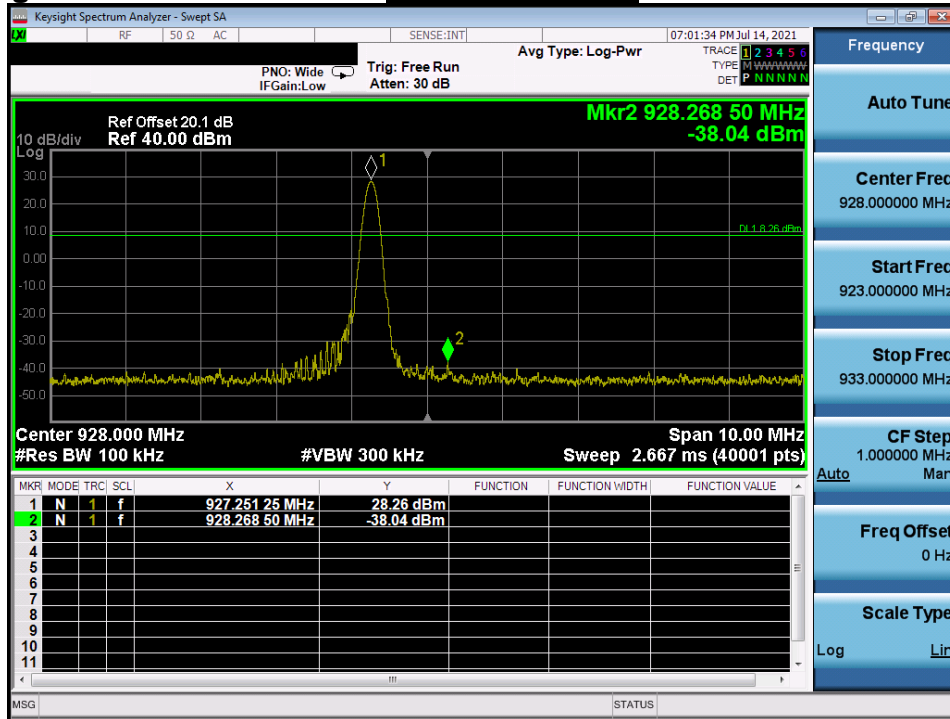 Keysight Spectrum Analyzer - Swept SA
LXI RF 50 Ω AC SENSE:INT 07:01:34 PM Jul 14, 2021
Avg Type: Log-Pwr TRACE 1 2 3 4 5 6
PNO: Wide Trig: Free Run TYPE M WWWWW
IFGain:Low Atten: 30 dB DET P N N N N N
Mkr2 928.268 50 MHz
Ref Offset 20.1 dB -38.04 dBm
10 dB/div Ref 40.00 dBm
Log
1
30.0
20.0
10.0
DL1 8.26 dBm
0.00
-10.0
-20.0
-30.0
2
-40.0
-50.0
Center 928.000 MHz Span 10.00 MHz
#Res BW 100 kHz #VBW 300 kHz Sweep 2.667 ms (40001 pts)
MKR MODE TRC SCL X Y FUNCTION FUNCTION WIDTH FUNCTION VALUE
1 N 1 f 927.251 25 MHz 28.26 dBm
2 N 1 f 928.268 50 MHz -38.04 dBm
3
4
5
6
7
8
9
10
11
MSG STATUS
Frequency
Auto Tune
Center Freq
928.000000 MHz
Start Freq
923.000000 MHz
Stop Freq
933.000000 MHz
CF Step
1.000000 MHz
Auto Man
Freq Offset
0 Hz
Scale Type
Log Lin